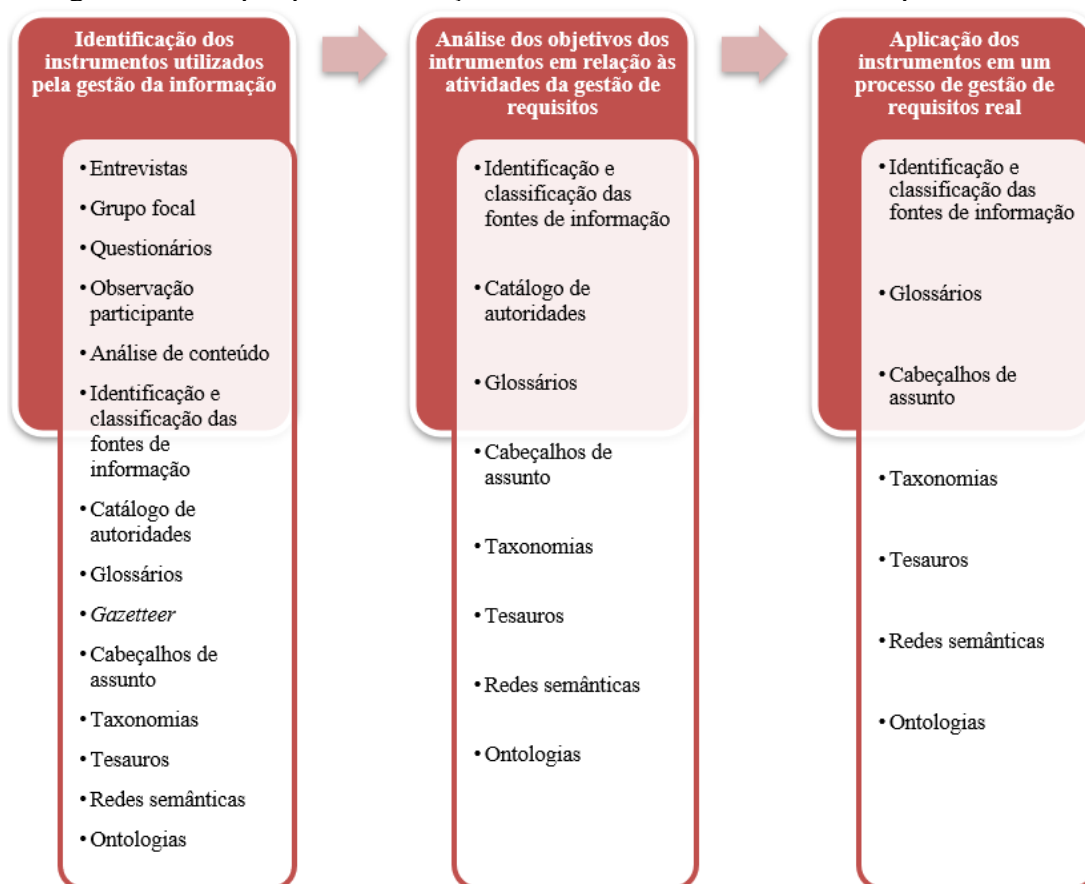 Identificação dos
instrumentos utilizados
pela gestão da informação
• Entrevistas
• Grupo focal
• Questionários
• Observação
participante
• Análise de conteúdo
• Identificação e
classificação das
fontes de
informação
• Catálogo de
autoridades
• Glossários
• Gazetteer
• Cabeçalhos de
assunto
• Taxonomias
• Tesauros
• Redes semânticas
• Ontologias
Análise dos objetivos dos
intrumentos em relação às
atividades da gestão de
requisitos
• Identificação e
classificação das
fontes de informação
• Catálogo de
autoridades
• Glossários
• Cabeçalhos de
assunto
• Taxonomias
• Tesauros
• Redes semânticas
• Ontologias
Aplicação dos
instrumentos em um
processo de gestão de
requisitos real
• Identificação e
classificação das
fontes de informação
• Glossários
• Cabeçalhos de
assunto
• Taxonomias
• Tesauros
• Redes semânticas
• Ontologias